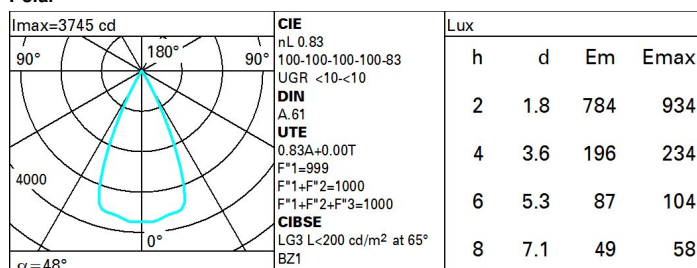 Polar
Imax=3745 cd
90°
180°
90°
4000
0°
α=48°
CIE
nL 0.83
100-100-100-100-83
UGR <10-<10
DIN
A.61
UTE
0.83A+0.00T
F"1=999
F"1+F"2=1000
F"1+F"2+F"3=1000
CIBSE
LG3 L<200 cd/m² at 65°
BZ1
Lux
h d Em Emax
2 1.8 784 934
4 3.6 196 234
6 5.3 87 104
8 7.1 49 58